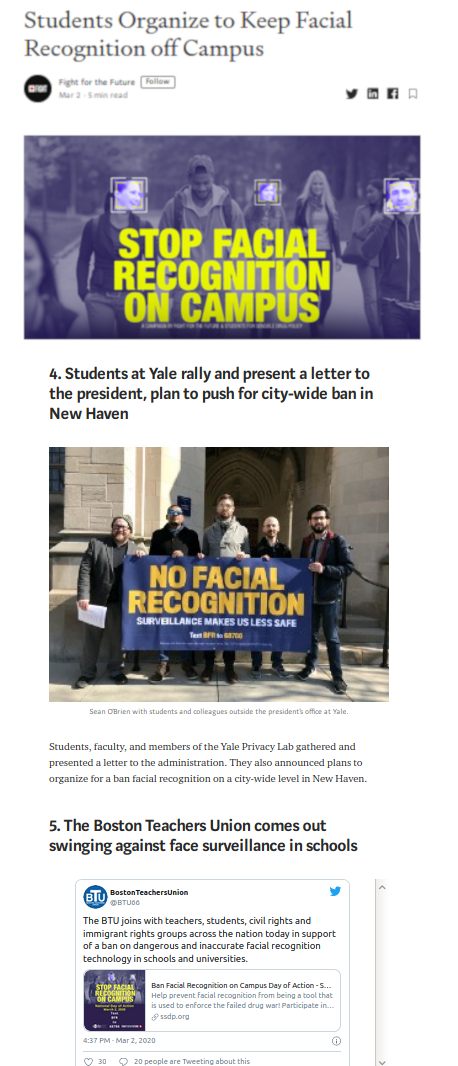 Students Organize to Keep Facial
Recognition off Campus
Fight for the Future Follow
Mar 2 · 5 min read
STOP FACIAL
RECOGNITION
ON CAMPUS
A CAMPAIGN OF FIGHT FOR THE FUTURE & STUDENTS FOR SENSIBLE DRUG POLICY
4. Students at Yale rally and present a letter to
the president, plan to push for city-wide ban in
New Haven
NO FACIAL
RECOGNITION
SURVEILLANCE MAKES US LESS SAFE
Text BFR to 68700
Sean O'Brien with students and colleagues outside the president's office at Yale.
Students, faculty, and members of the Yale Privacy Lab gathered and
presented a letter to the administration. They also announced plans to
organize for a ban facial recognition on a city-wide level in New Haven.
5. The Boston Teachers Union comes out
swinging against face surveillance in schools
BTU
BostonTeachersUnion
@BTU66
The BTU joins with teachers, students, civil rights and
immigrant rights groups across the nation today in support
of a ban on dangerous and inaccurate facial recognition
technology in schools and universities.
STOP FACIAL
RECOGNITION
ON CAMPUS
Ban Facial Recognition on Campus Day of Action - S...
Help prevent facial recognition from being a tool that
is used to enforce the failed drug war! Participate in...
ssdp.org
4:37 PM · Mar 2, 2020
30 20 people are Tweeting about this